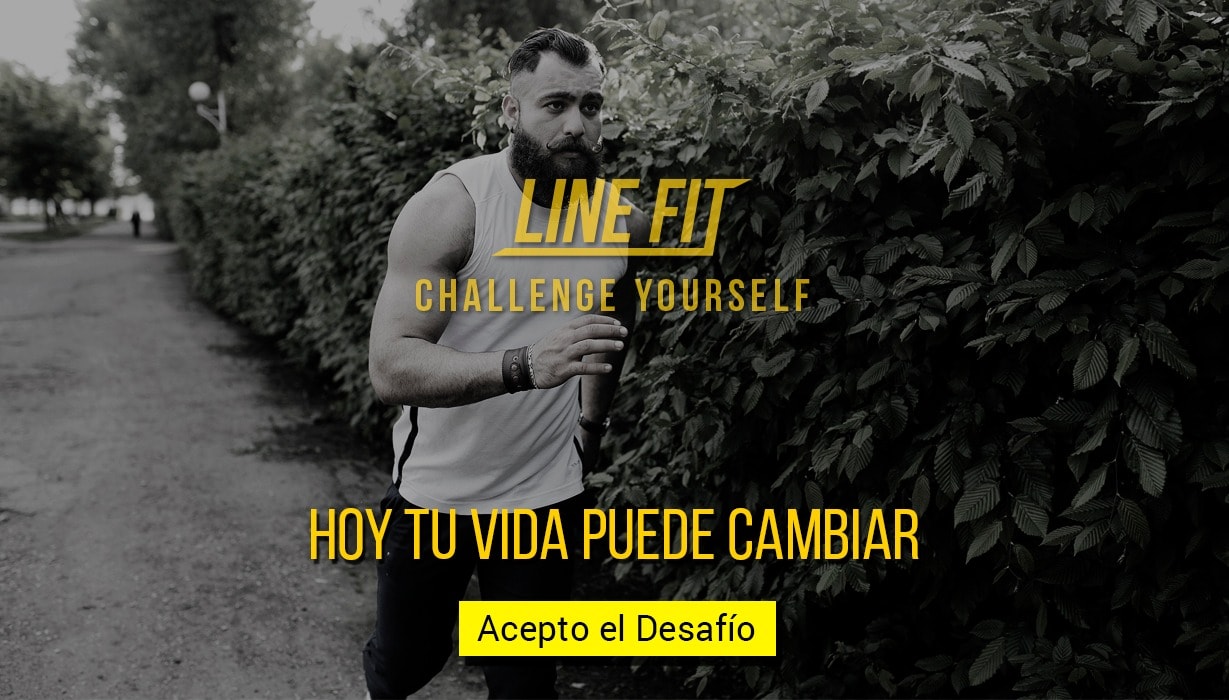 LINE FIT
CHALLENGE YOURSELF
HOY TU VIDA PUEDE CAMBIAR
Acepto el Desafío